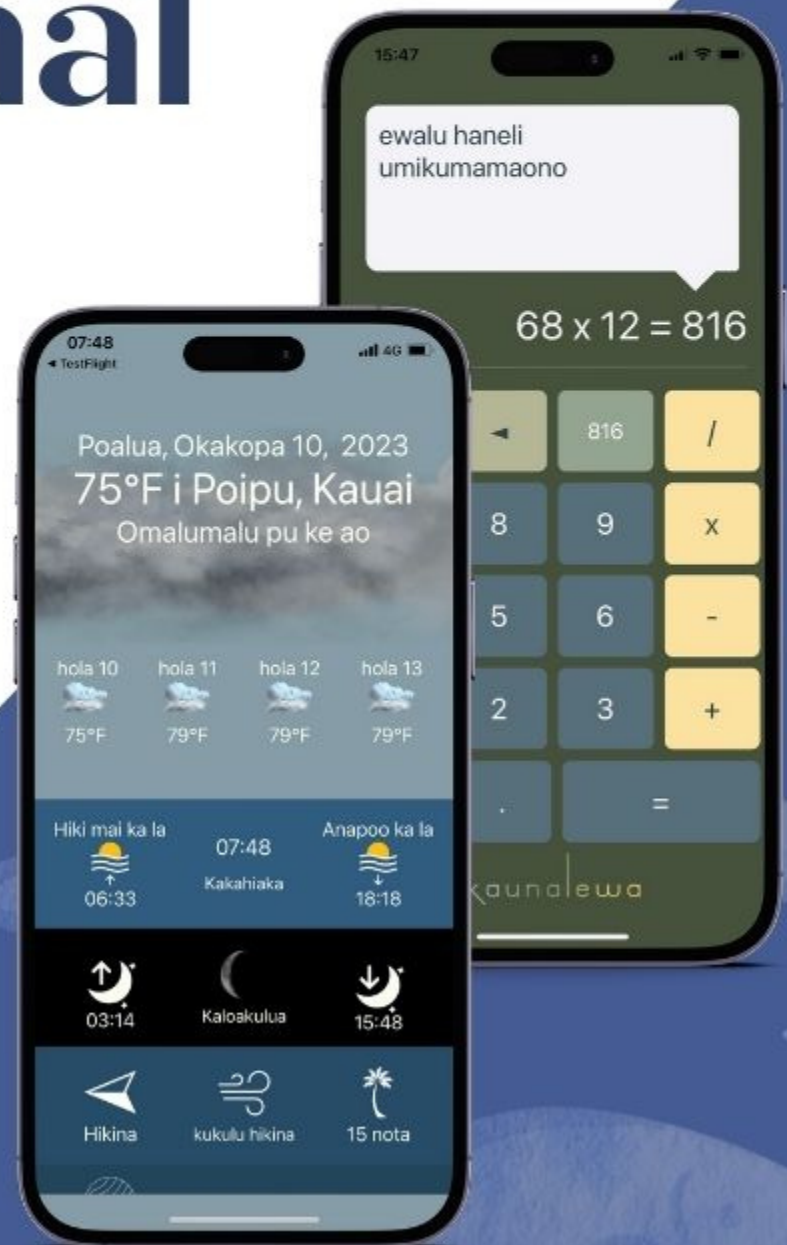 nal
15:47
ewalu haneli
umikumamaono
68 x 12 = 816
◄ 816 /
8 9 x
5 6 -
2 3 +
. =
kaunalewa
07:48
◄ TestFlight
4G
Poalua, Okakopa 10, 2023
75°F i Poipu, Kauai
Omalumalu pu ke ao
hola 10 hola 11 hola 12 hola 13
75°F 79°F 79°F 79°F
Hiki mai ka la 07:48 Anapoo ka la
06:33 Kakahiaka 18:18
03:14 Kaloakulua 15:48
Hikina kukulu hikina 15 nota